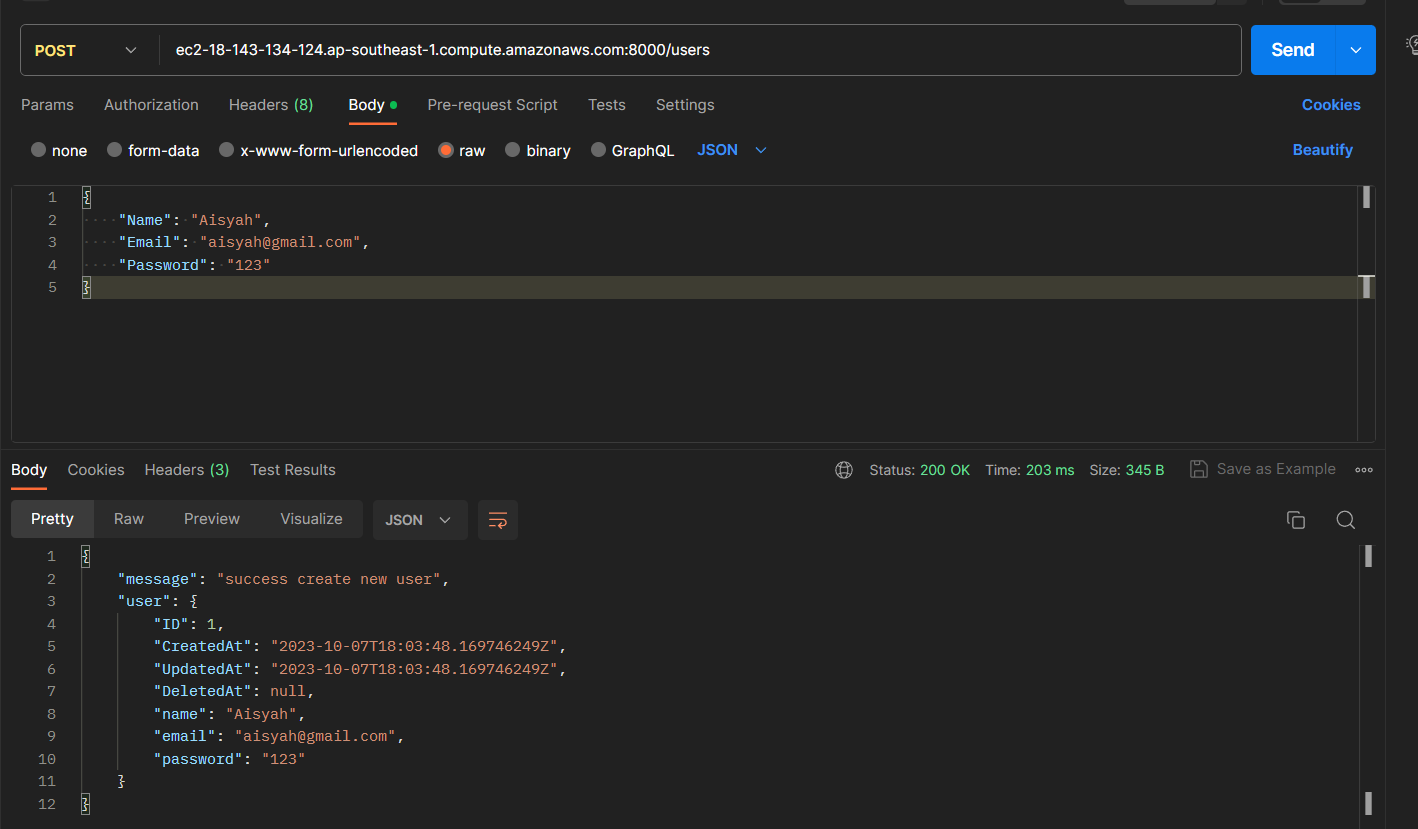 POST ec2-18-143-134-124.ap-southeast-1.compute.amazonaws.com:8000/users Send
Params Authorization Headers (8) Body Pre-request Script Tests Settings Cookies
none form-data x-www-form-urlencoded raw binary GraphQL JSON Beautify
1 {
2 "Name": "Aisyah",
3 "Email": "aisyah@gmail.com",
4 "Password": "123"
5 }
Body Cookies Headers (3) Test Results Status: 200 OK Time: 203 ms Size: 345 B Save as Example
Pretty Raw Preview Visualize JSON
1 {
2 "message": "success create new user",
3 "user": {
4 "ID": 1,
5 "CreatedAt": "2023-10-07T18:03:48.169746249Z",
6 "UpdatedAt": "2023-10-07T18:03:48.169746249Z",
7 "DeletedAt": null,
8 "name": "Aisyah",
9 "email": "aisyah@gmail.com",
10 "password": "123"
11 }
12 }